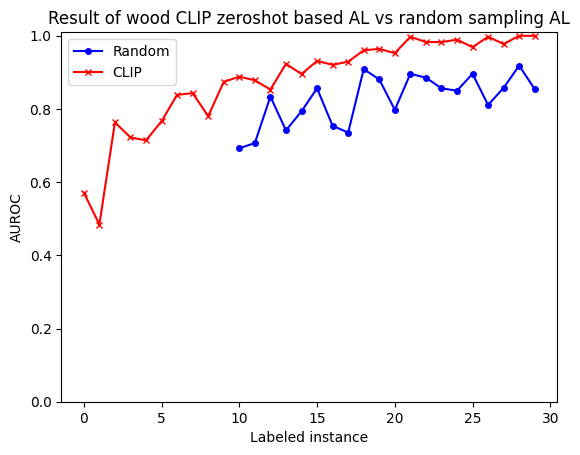 Result of wood CLIP zeroshot based AL vs random sampling AL
1.0
0.8
0.6
0.4
0.2
0.0
AUROC
Random
CLIP
0 5 10 15 20 25 30
Labeled instance